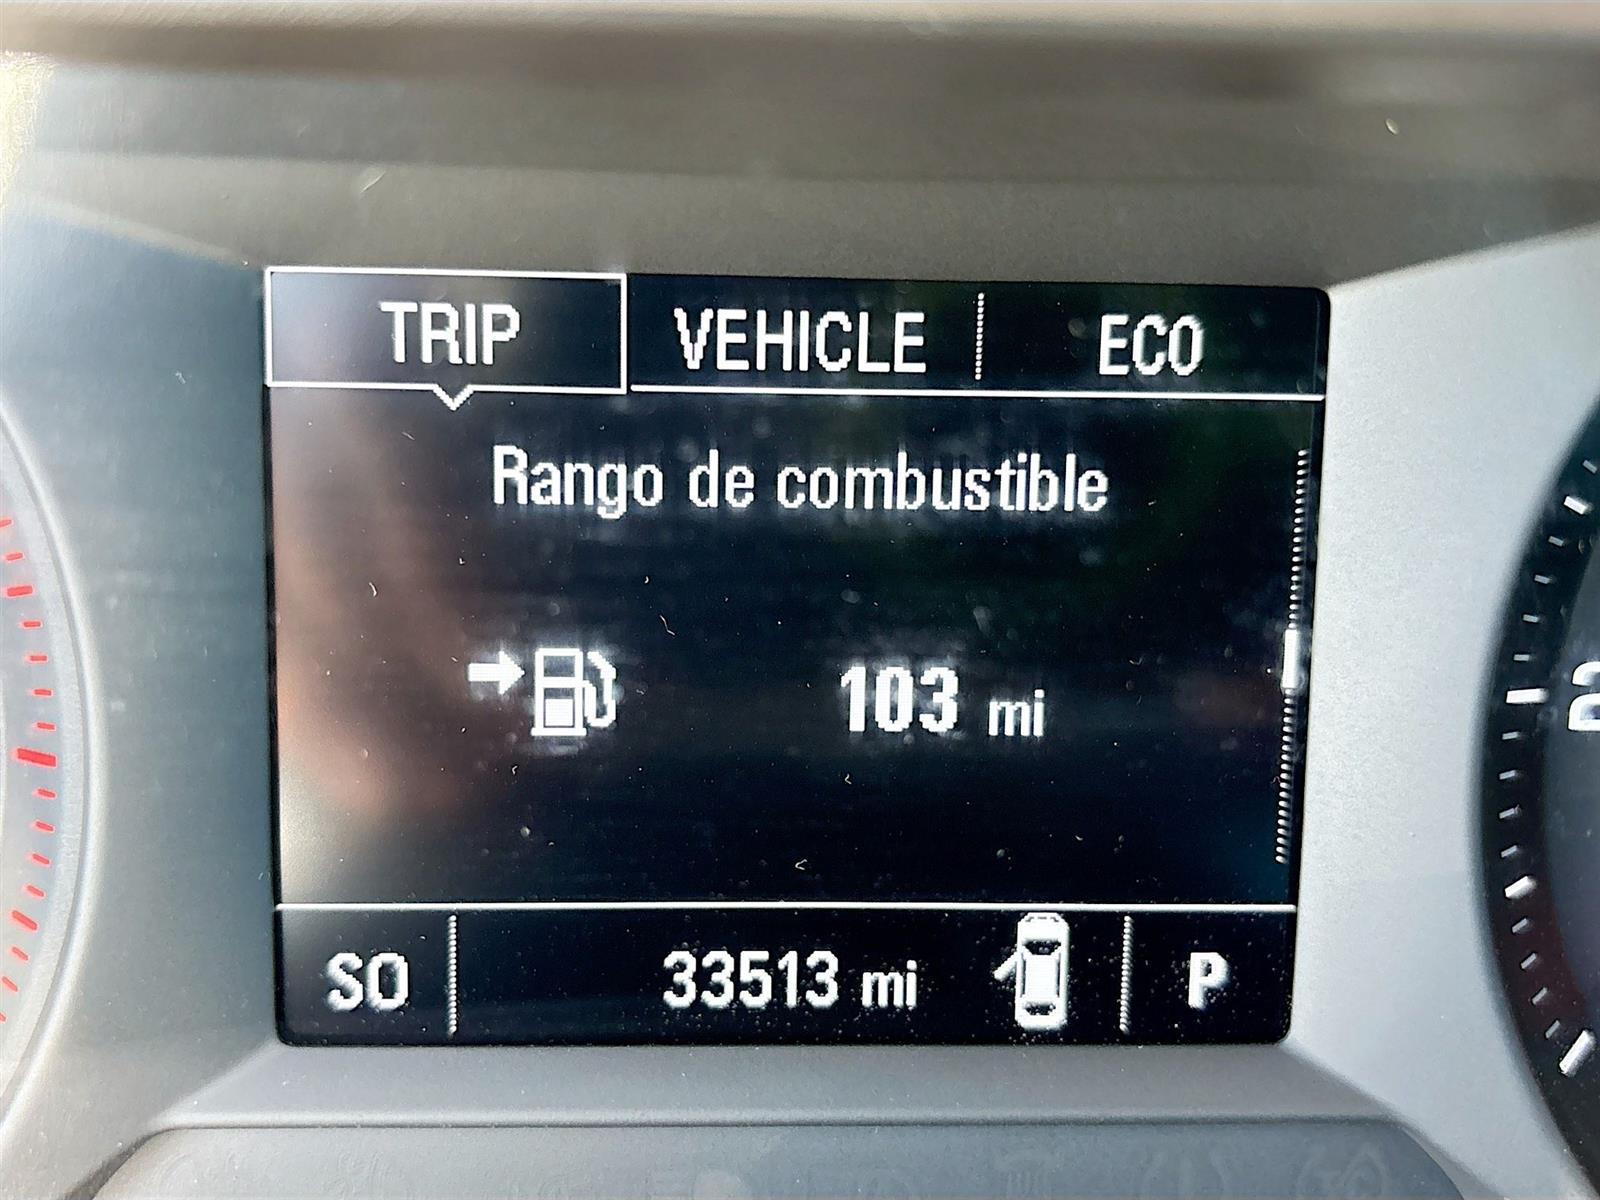 TRIP VEHICLE ECO
Rango de combustible
103 mi
SO 33513 mi P